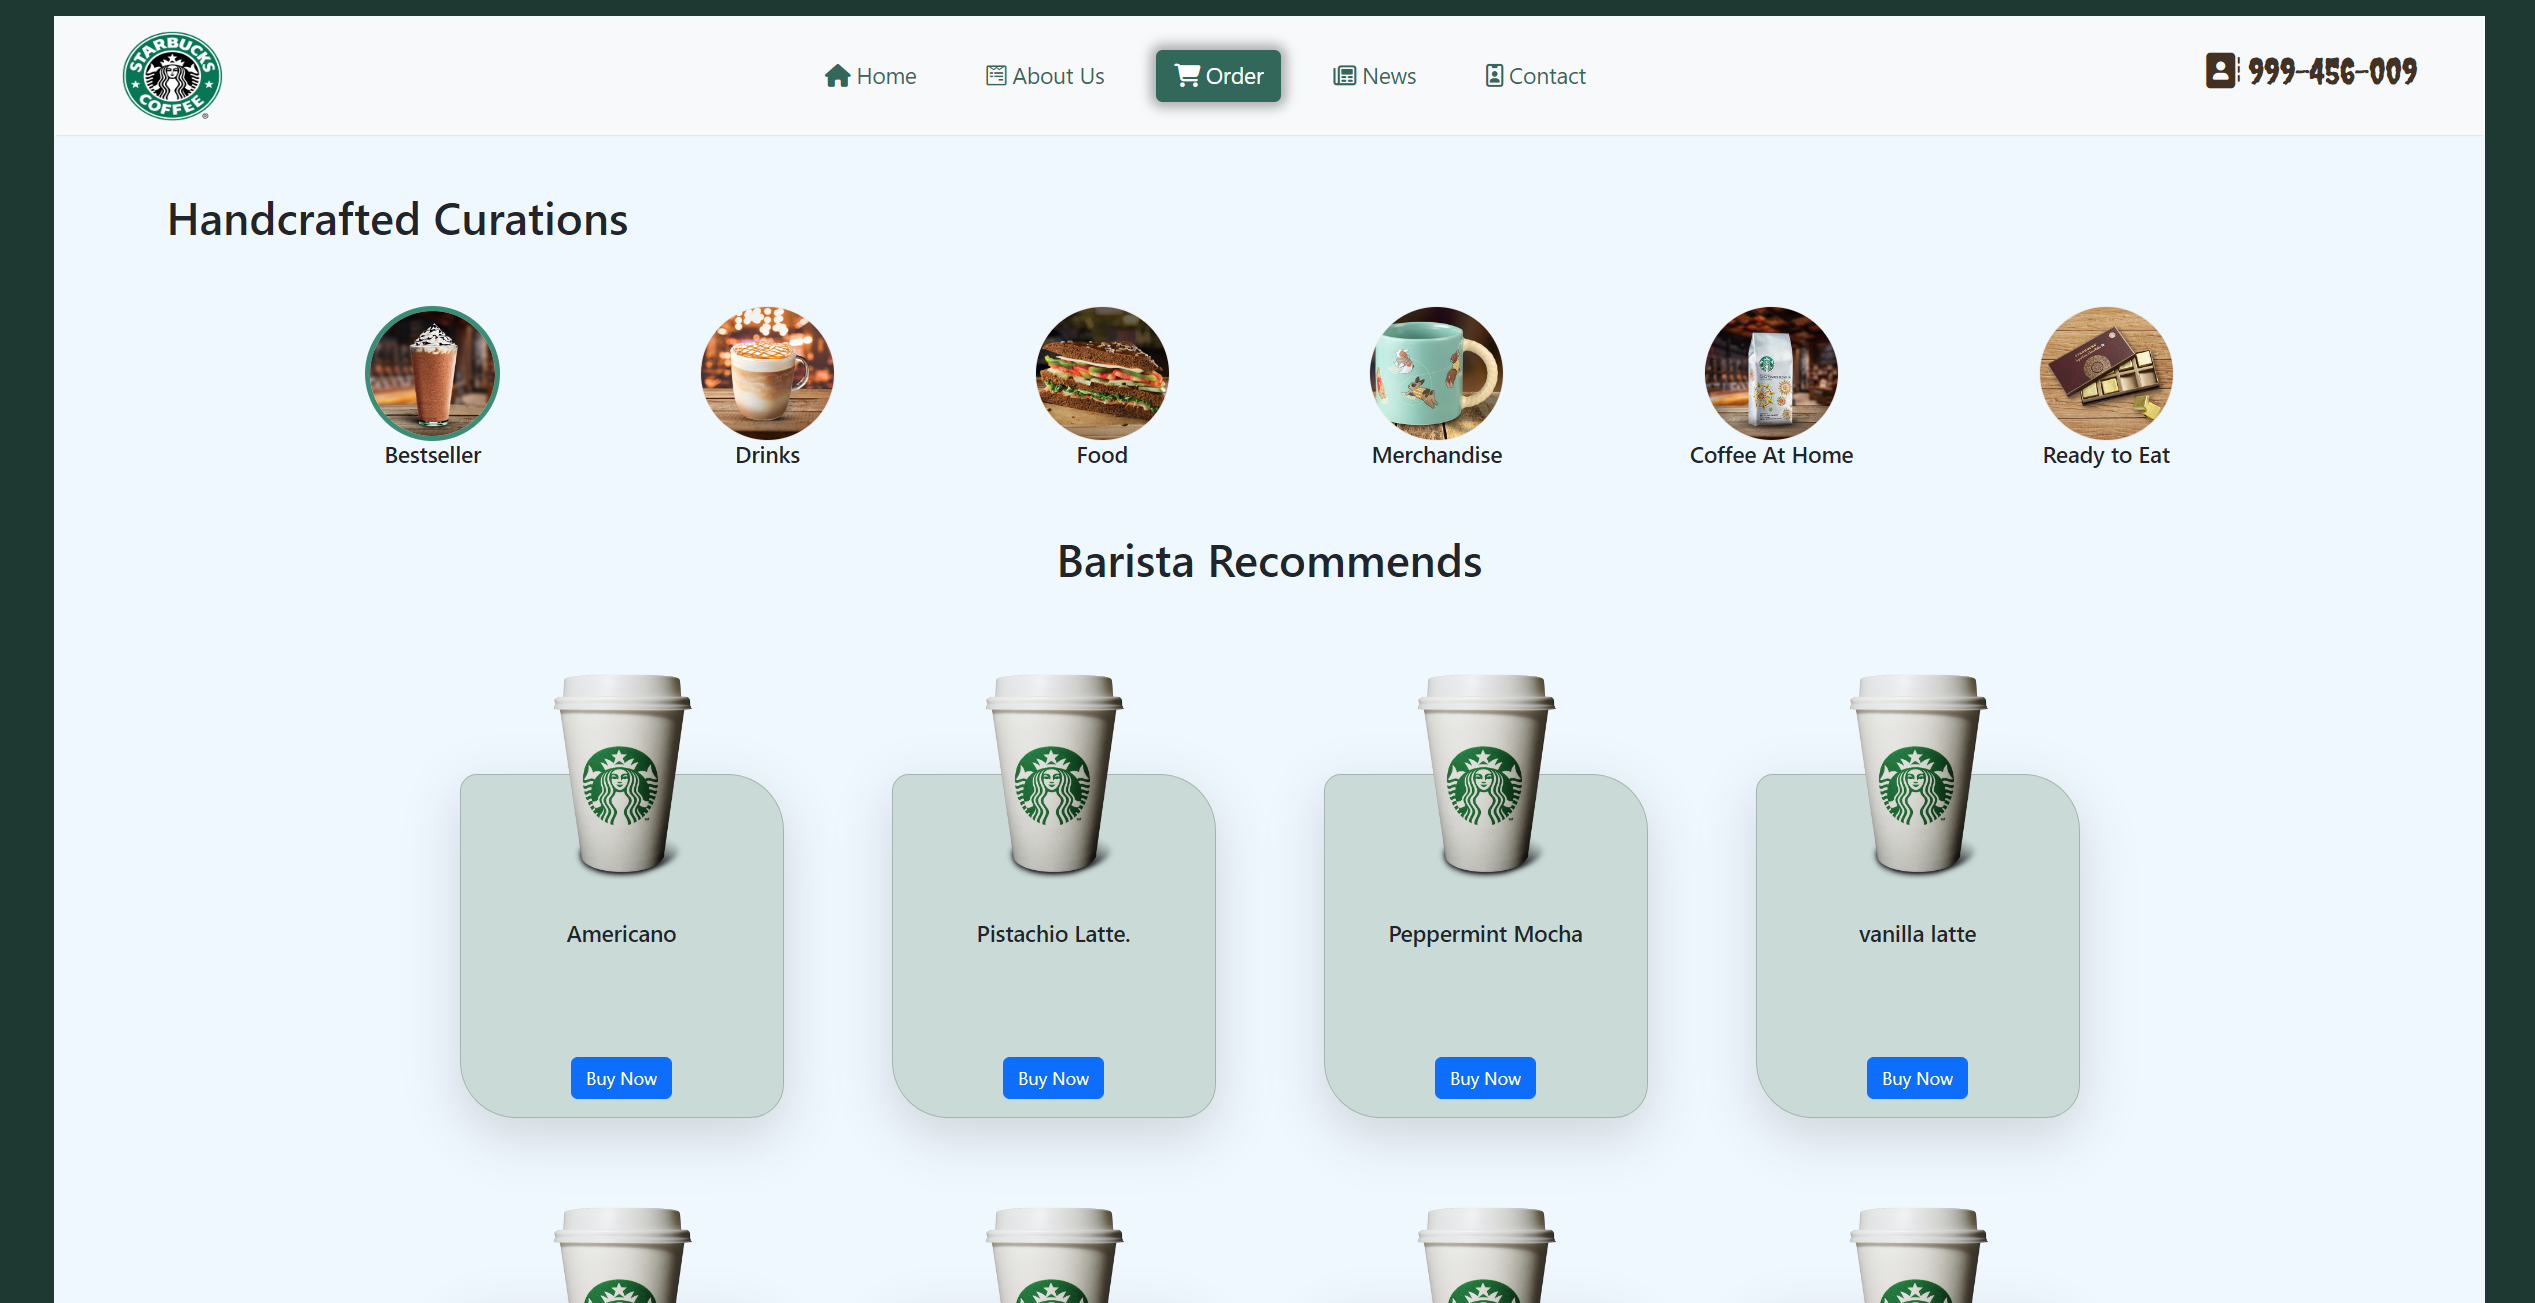 STARBUCKS
COFFEE
®
Home
About Us
Order
News
Contact
999-456-009
Handcrafted Curations
Bestseller
Drinks
Food
Merchandise
Coffee At Home
Ready to Eat
Barista Recommends
Americano
Pistachio Latte.
Peppermint Mocha
vanilla latte
Buy Now
Buy Now
Buy Now
Buy Now